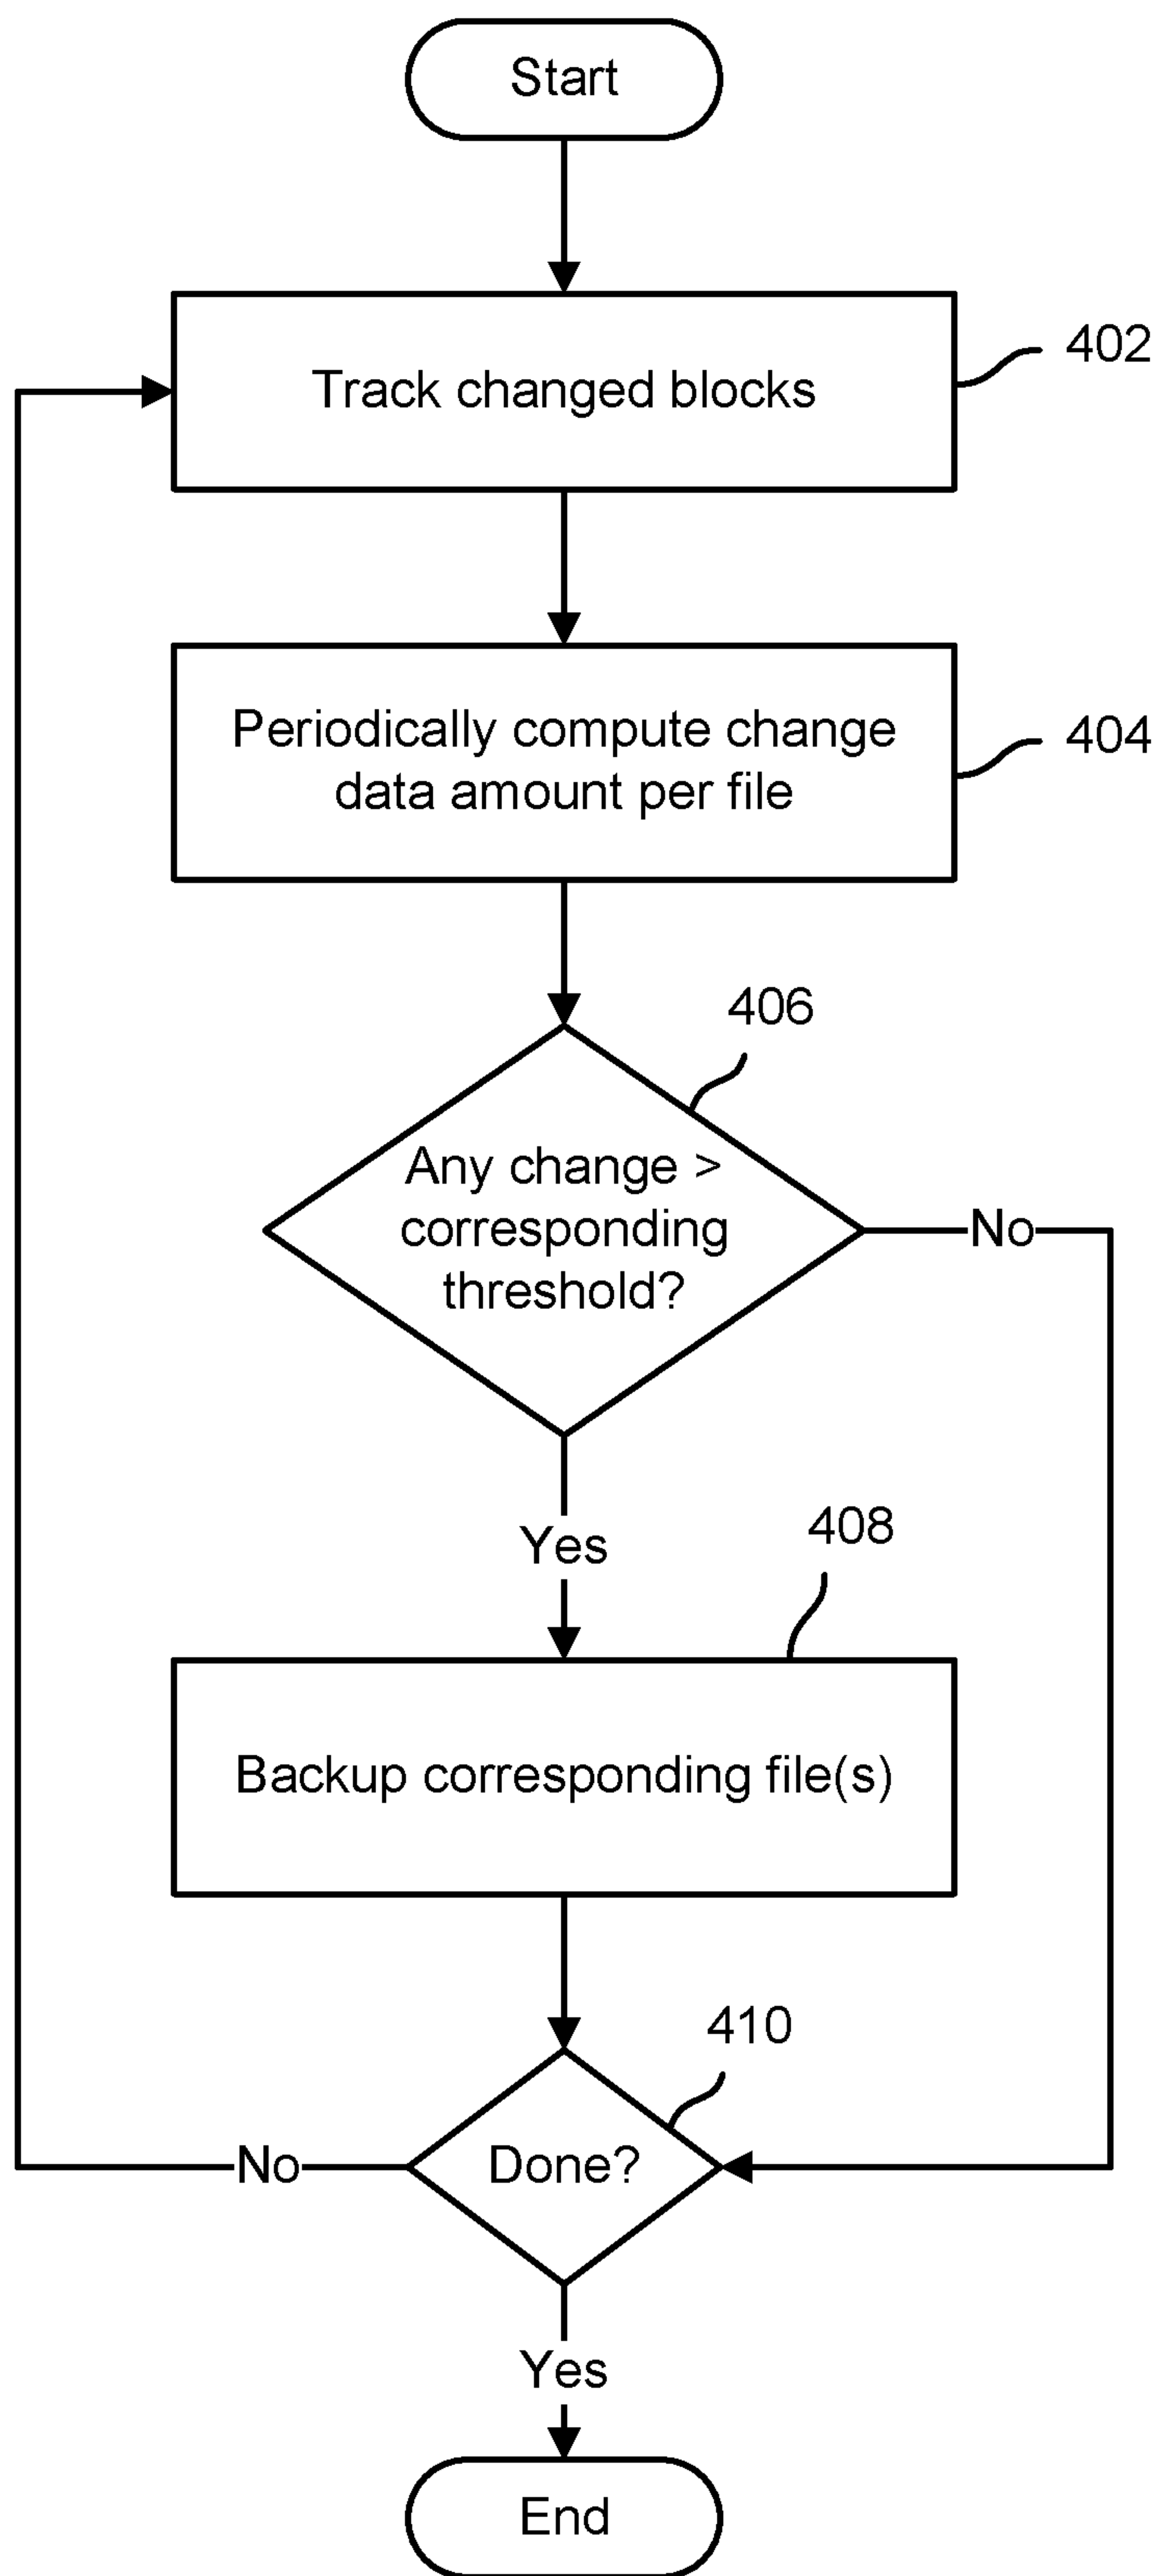 Start
Track changed blocks
402
Periodically compute change
data amount per file
404
406
Any change >
corresponding
threshold?
No
Yes
408
Backup corresponding file(s)
410
Done?
No
Yes
End